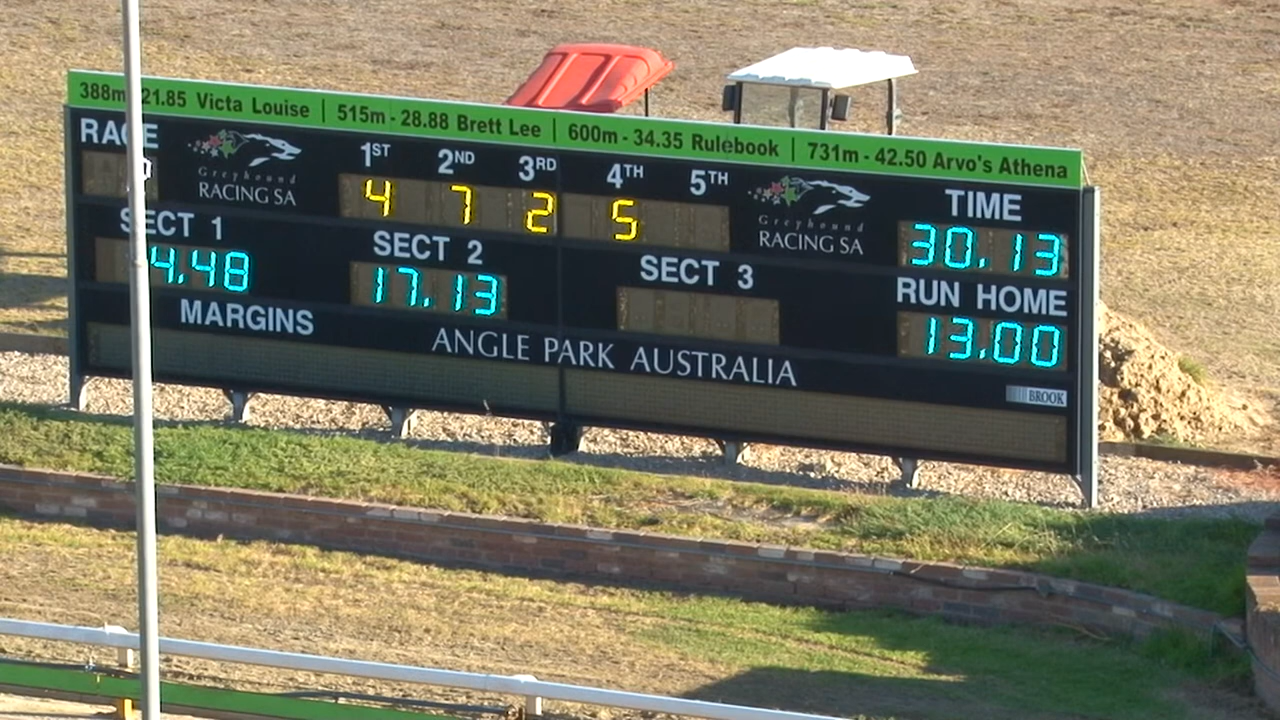 388m 21.85 Victa Louise | 515m - 28.88 Brett Lee | 600m - 34.35 Rulebook | 731m - 42.50 Arvo's Athena
RACE
Greyhound
RACING SA
1ST 2ND 3RD 4TH 5TH
4 7 2 5
Greyhound
RACING SA
TIME
30.13
SECT 1
4.48
SECT 2
17.13
SECT 3
RUN HOME
13.00
MARGINS
ANGLE PARK AUSTRALIA
BROOK